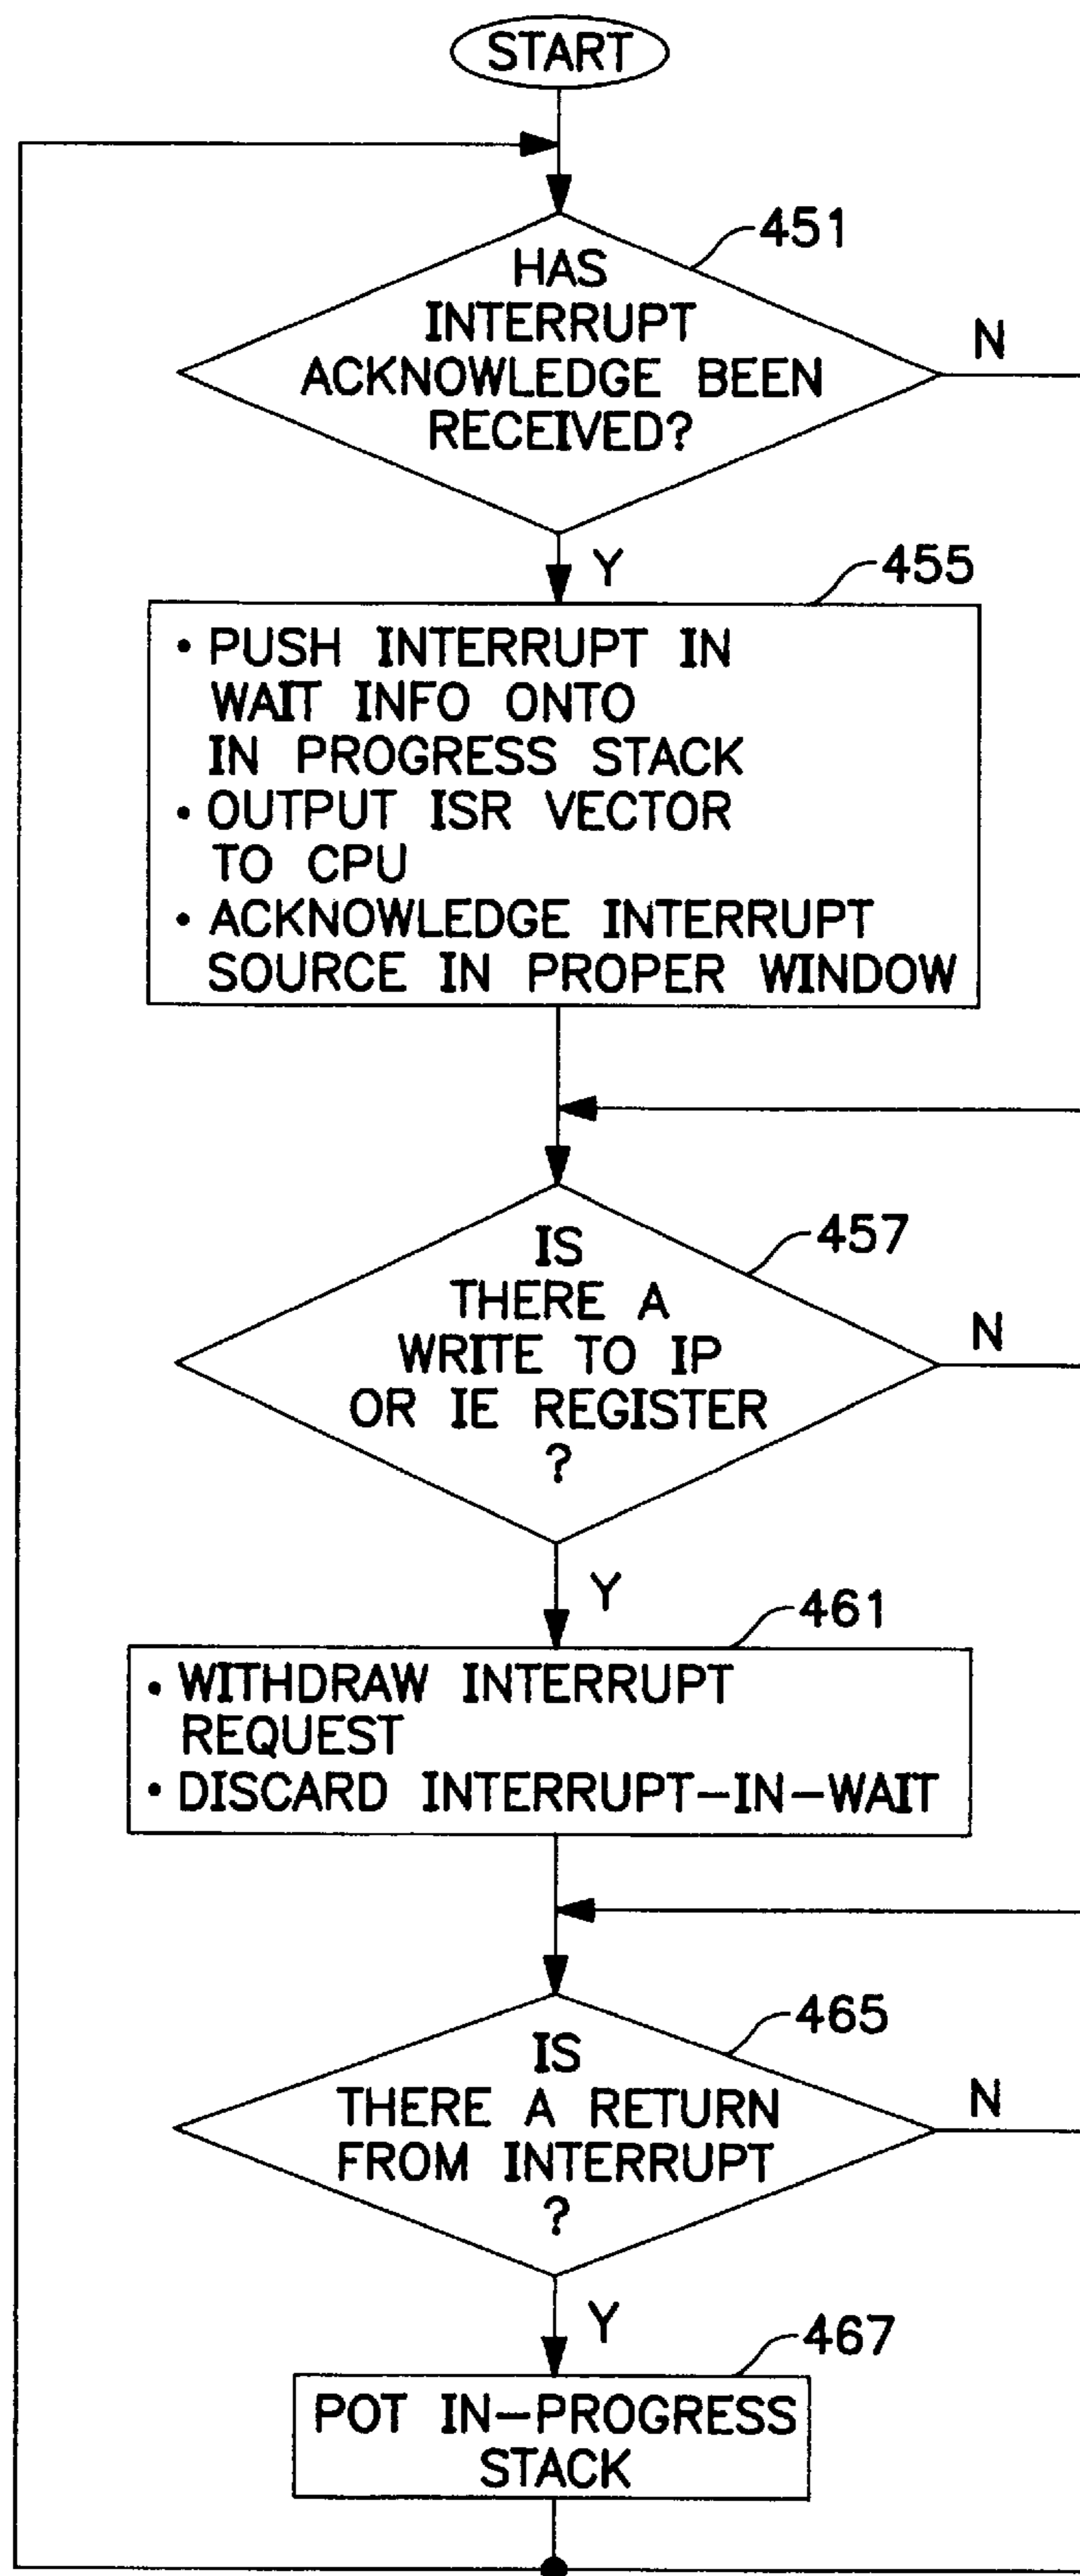 START
451
HAS
INTERRUPT
ACKNOWLEDGE BEEN
RECEIVED?
N
Y
455
• PUSH INTERRUPT IN
WAIT INFO ONTO
IN PROGRESS STACK
• OUTPUT ISR VECTOR
TO CPU
• ACKNOWLEDGE INTERRUPT
SOURCE IN PROPER WINDOW
457
IS
THERE A
WRITE TO IP
OR IE REGISTER
?
N
Y
461
• WITHDRAW INTERRUPT
REQUEST
• DISCARD INTERRUPT-IN-WAIT
465
IS
THERE A RETURN
FROM INTERRUPT
?
N
Y
467
POT IN-PROGRESS
STACK